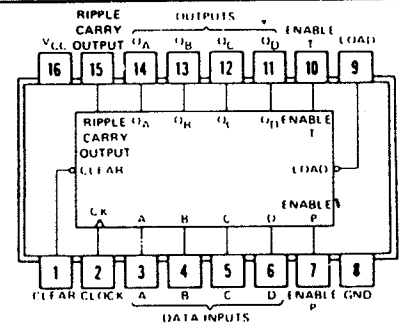 RIPPLE
CARRY OUTPUTS ENABLE
VCC OUTPUT QA QB QC QD T LOAD
16 15 14 13 12 11 10 9
RIPPLE QA QB QC QD ENABLE
CARRY T
OUTPUT
CLEAR LOAD
ENABLE
CK A B C D P
1 2 3 4 5 6 7 8
CLEAR CLOCK A B C D ENABLE GND
P
DATA INPUTS